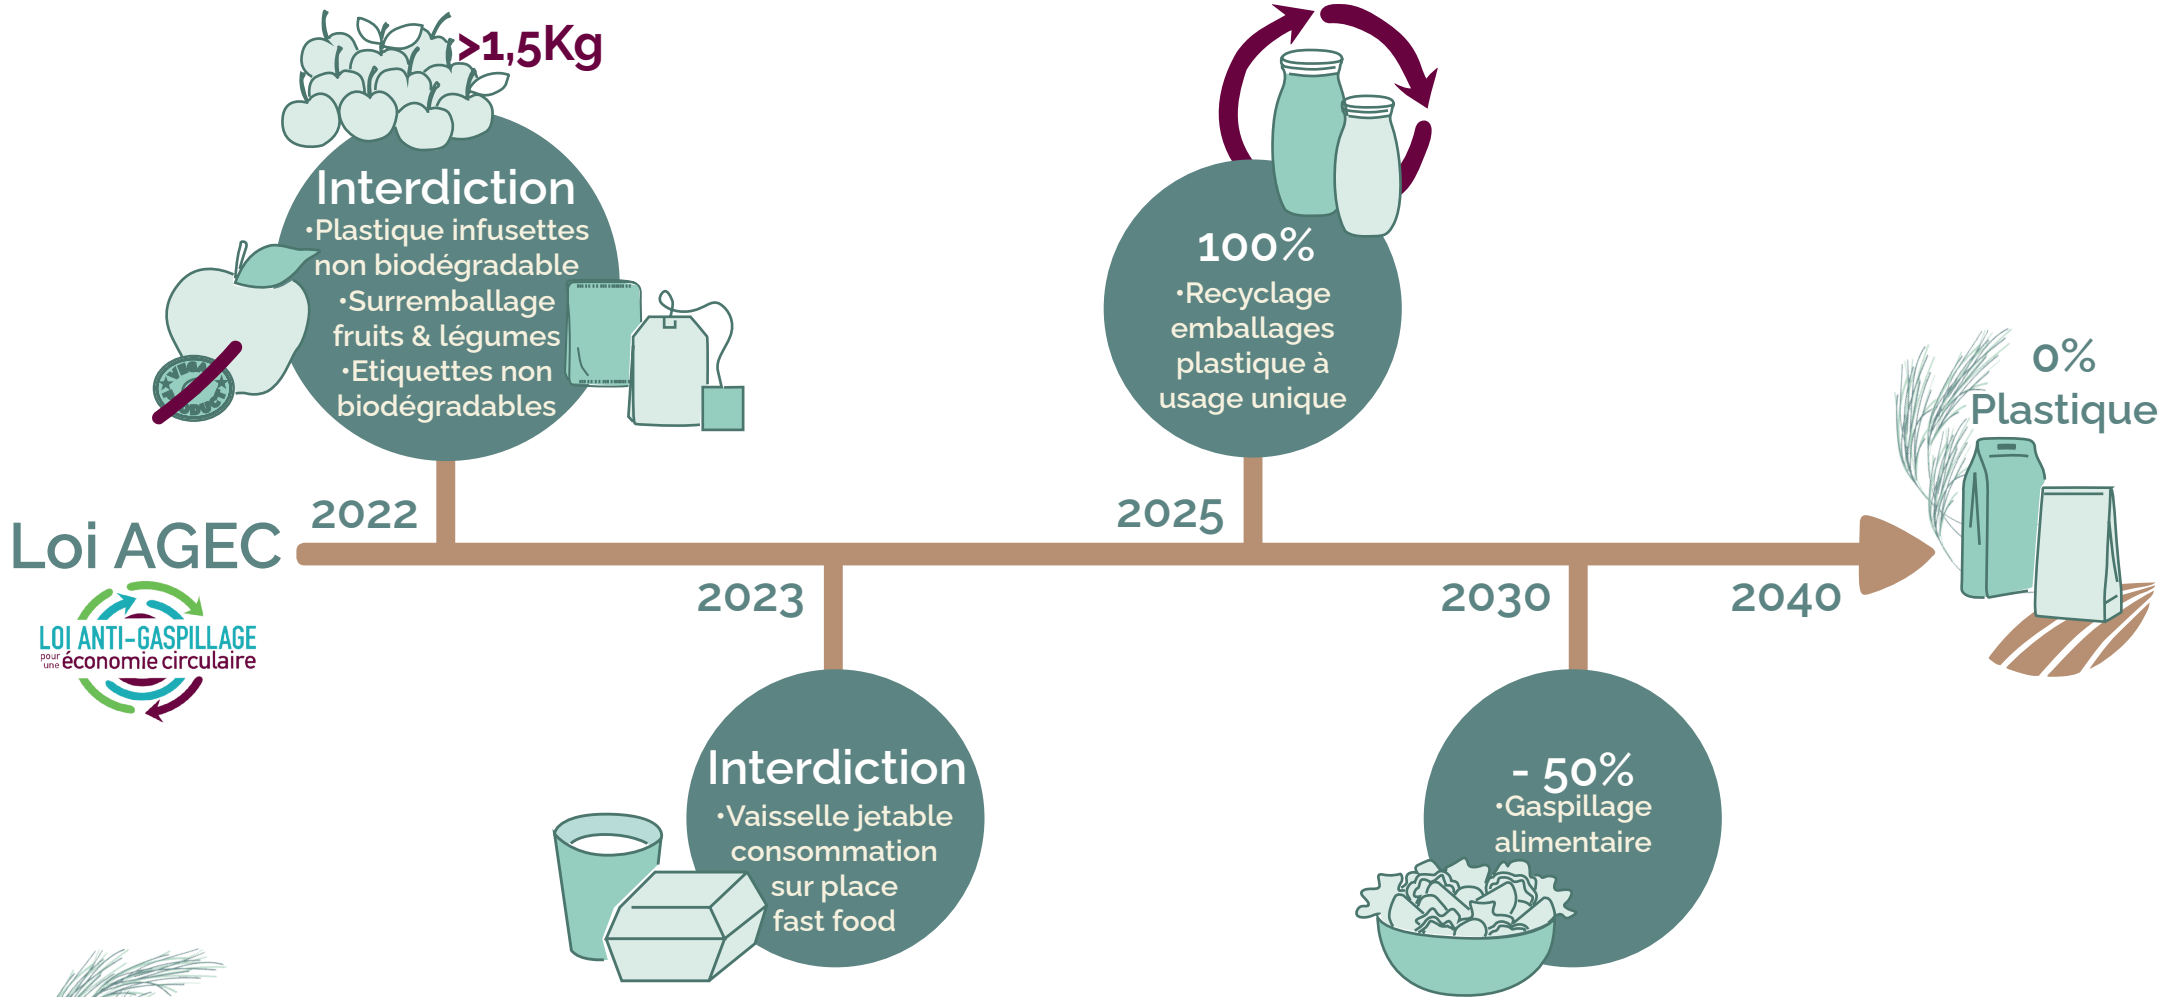 >1,5Kg
Interdiction
•Plastique infusettes
non biodégradable
•Surremballage
fruits & légumes
•Etiquettes non
biodégradables
VEGAN
PRODUCT
100%
•Recyclage
emballages
plastique à
usage unique
0%
Plastique
2022
2025
Loi AGEC
2023
2030
2040
LOI ANTI-GASPILLAGE
pour une économie circulaire
Interdiction
•Vaisselle jetable
consommation
sur place
fast food
- 50%
•Gaspillage
alimentaire